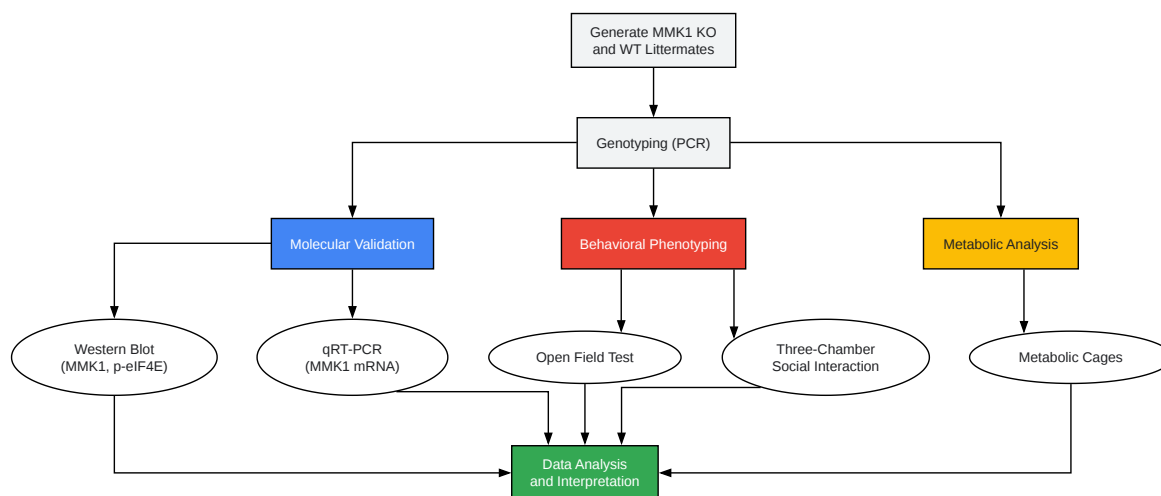 Generate MMK1 KO
and WT Littermates
Genotyping (PCR)
Molecular Validation
Behavioral Phenotyping
Metabolic Analysis
Western Blot
(MMK1, p-eIF4E)
qRT-PCR
(MMK1 mRNA)
Open Field Test
Three-Chamber
Social Interaction
Metabolic Cages
Data Analysis
and Interpretation